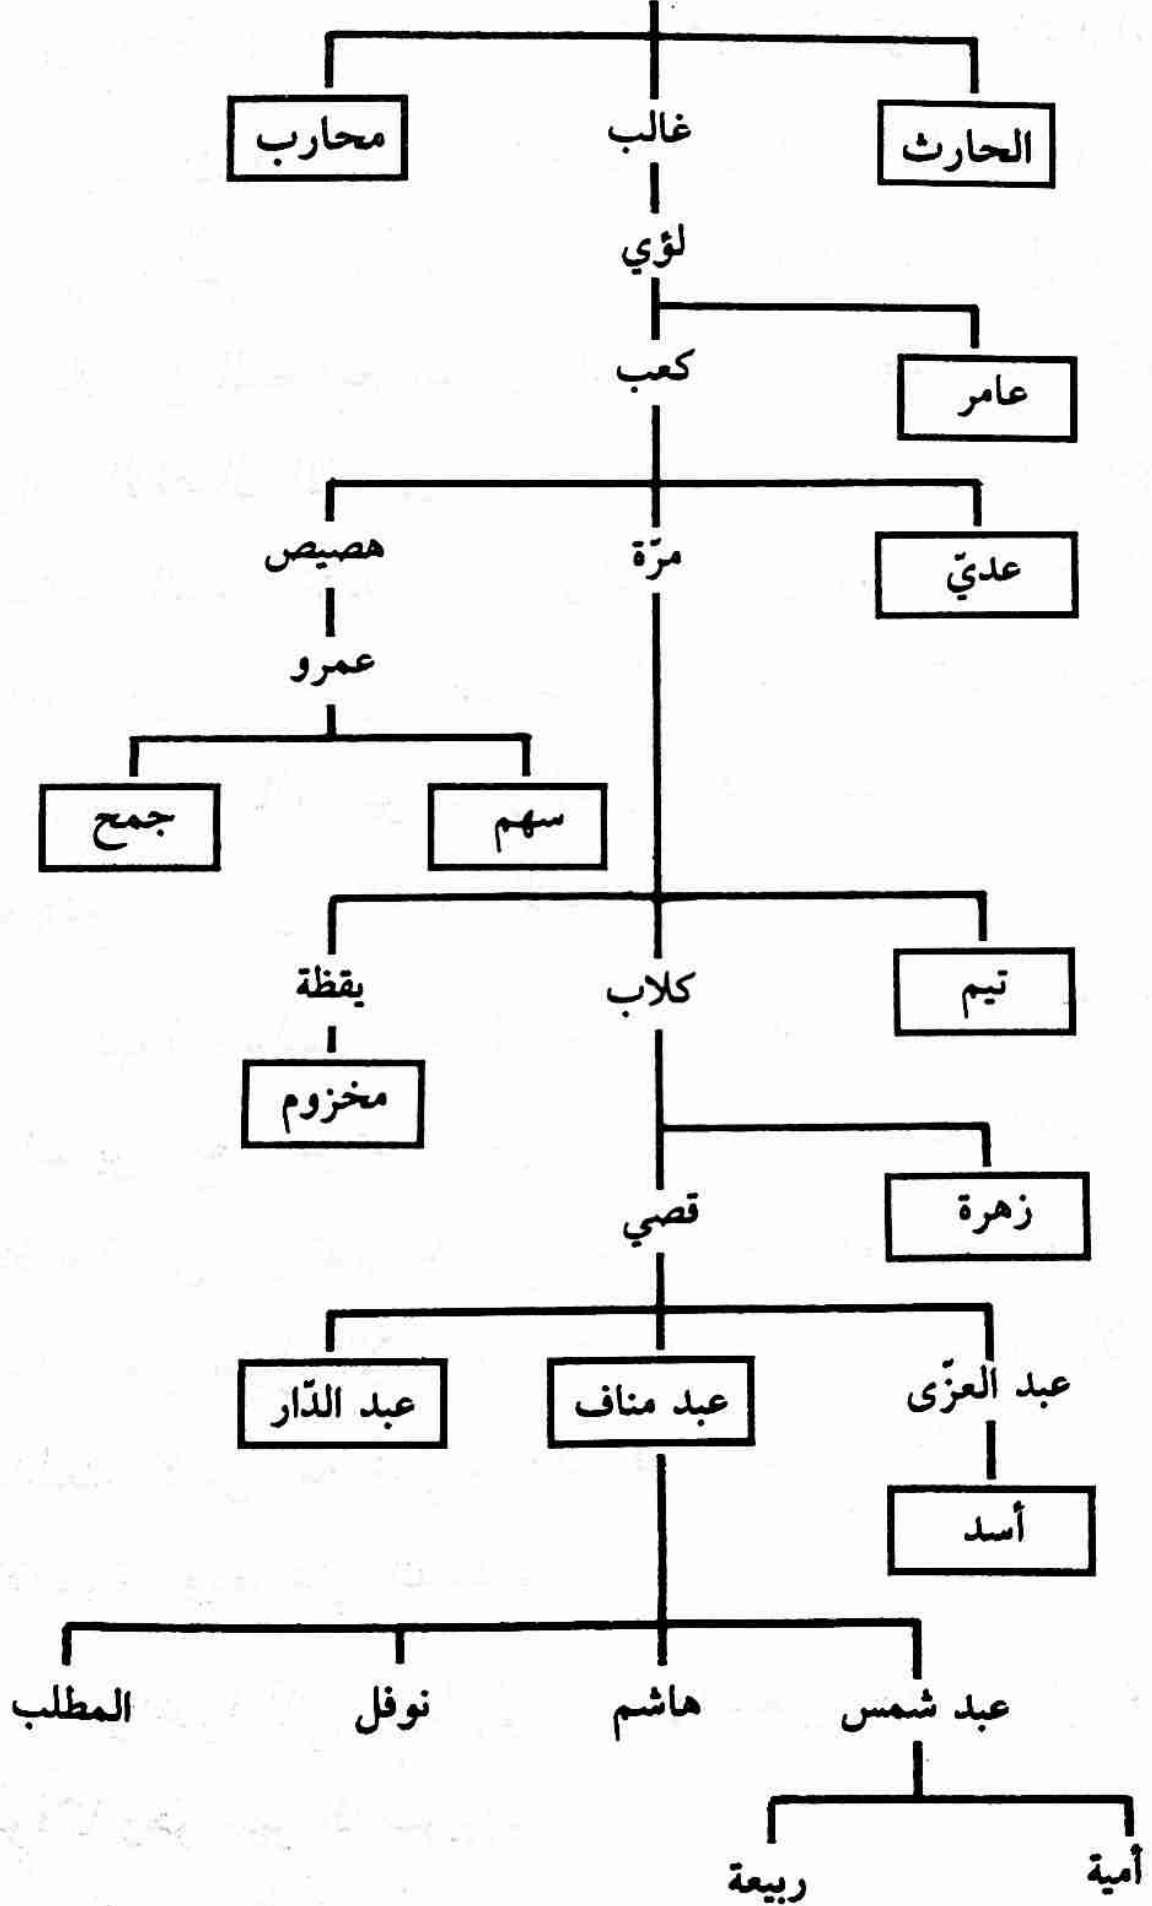 الحارث
غالب
محارب
لؤي
كعب
عامر
عديّ
مرّة
هصيص
عمرو
سهم
جمح
تيم
كلاب
يقظة
مخزوم
زهرة
قصي
عبد العزّى
عبد مناف
عبد الدّار
أسد
عبد شمس
هاشم
نوفل
المطلب
أمية
ربيعة